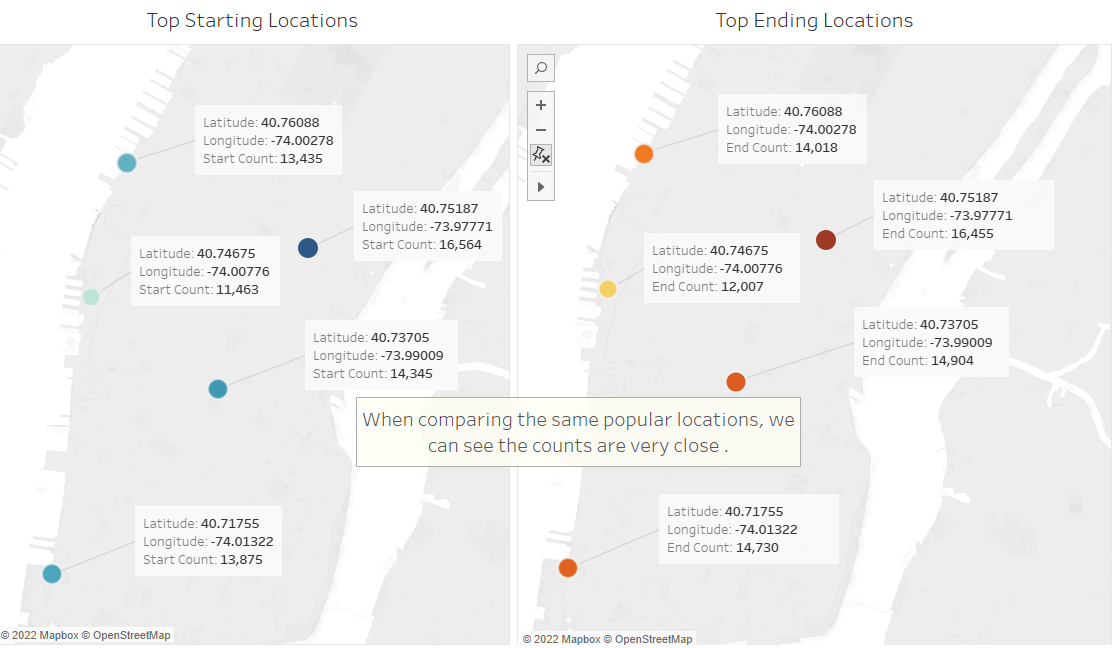 Top Starting Locations
Latitude: 40.76088
Longitude: -74.00278
Start Count: 13,435
Latitude: 40.75187
Longitude: -73.97771
Start Count: 16,564
Latitude: 40.74675
Longitude: -74.00776
Start Count: 11,463
Latitude: 40.73705
Longitude: -73.99009
Start Count: 14,345
Latitude: 40.71755
Longitude: -74.01322
Start Count: 13,875
© 2022 Mapbox © OpenStreetMap
Top Ending Locations
Latitude: 40.76088
Longitude: -74.00278
End Count: 14,018
Latitude: 40.75187
Longitude: -73.97771
End Count: 16,455
Latitude: 40.74675
Longitude: -74.00776
End Count: 12,007
Latitude: 40.73705
Longitude: -73.99009
End Count: 14,904
When comparing the same popular locations, we
can see the counts are very close .
Latitude: 40.71755
Longitude: -74.01322
End Count: 14,730
© 2022 Mapbox © OpenStreetMap